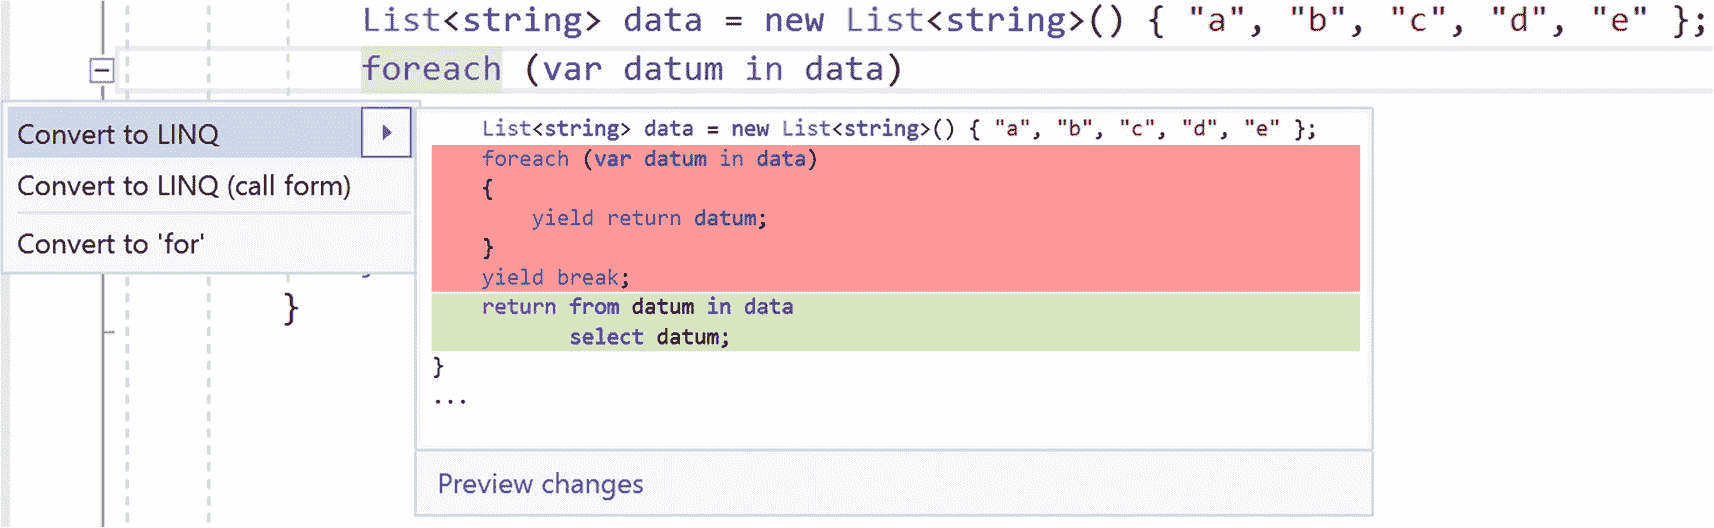 List<string> data = new List<string>() { "a", "b", "c", "d", "e" };
foreach (var datum in data)
Convert to LINQ
Convert to LINQ (call form)
Convert to 'for'
}
List<string> data = new List<string>() { "a", "b", "c", "d", "e" };
foreach (var datum in data)
{
yield return datum;
}
yield break;
return from datum in data
select datum;
}
...
Preview changes